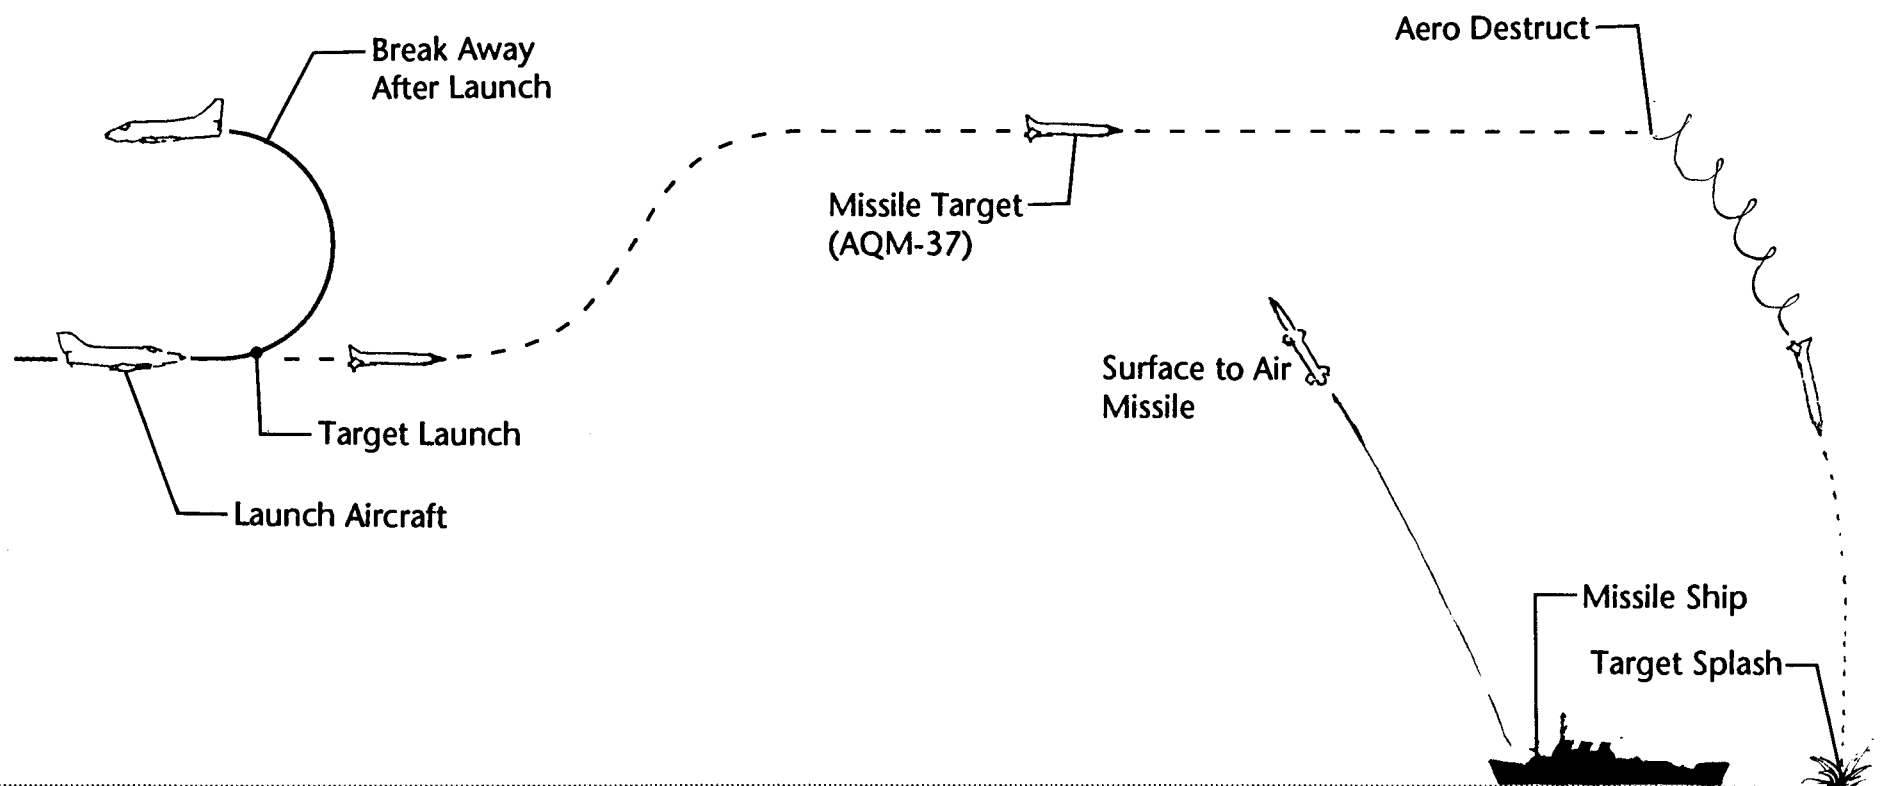 Aero Destruct
Break Away
After Launch
Missile Target
(AQM-37)
Surface to Air
Missile
Target Launch
Launch Aircraft
Missile Ship
Target Splash